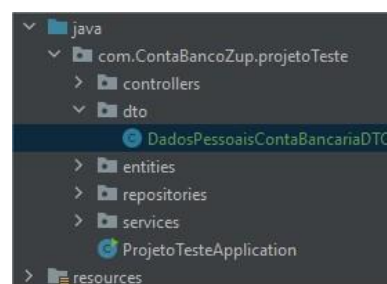 java
com.ContaBancoZup.projetoTeste
controllers
dto
DadosPessoaisContaBancariaDTO
entities
repositories
services
ProjetoTesteApplication
resources